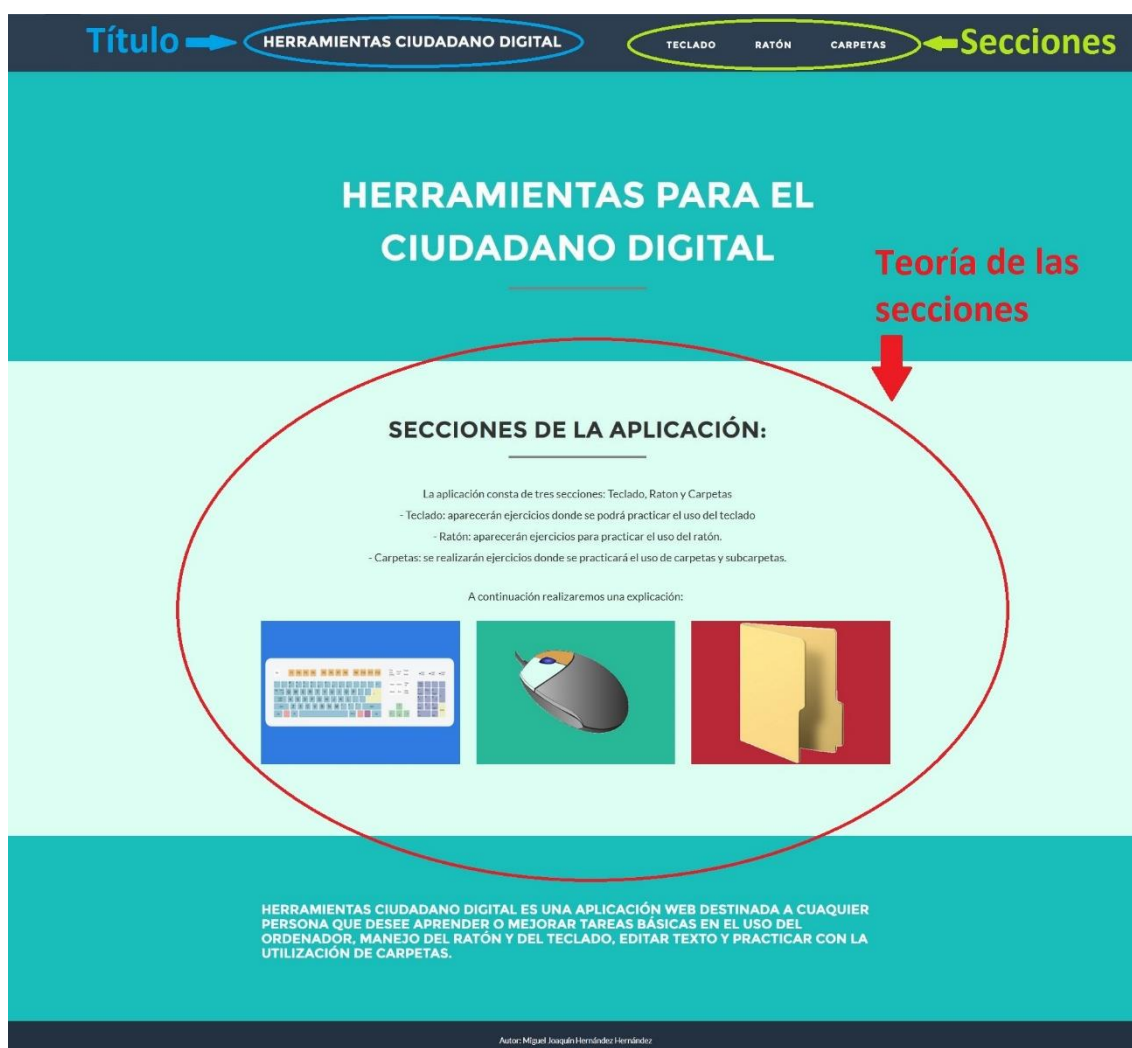 Título
HERRAMIENTAS CIUDADANO DIGITAL
TECLADO RATÓN CARPETAS
Secciones
HERRAMIENTAS PARA EL
CIUDADANO DIGITAL
Teoría de las
secciones
SECCIONES DE LA APLICACIÓN:
La aplicación consta de tres secciones: Teclado, Raton y Carpetas
- Teclado: aparecerán ejercicios donde se podrá practicar el uso del teclado
- Ratón: aparecerán ejercicios para practicar el uso del ratón.
- Carpetas: se realizarán ejercicios donde se practicará el uso de carpetas y subcarpetas.
A continuación realizaremos una explicación:
HERRAMIENTAS CIUDADANO DIGITAL ES UNA APLICACIÓN WEB DESTINADA A CUAQUIER
PERSONA QUE DESEE APRENDER O MEJORAR TAREAS BÁSICAS EN EL USO DEL
ORDENADOR, MANEJO DEL RATÓN Y DEL TECLADO, EDITAR TEXTO Y PRACTICAR CON LA
UTILIZACIÓN DE CARPETAS.
Autor: Miguel Joaquín Hernández Hernández